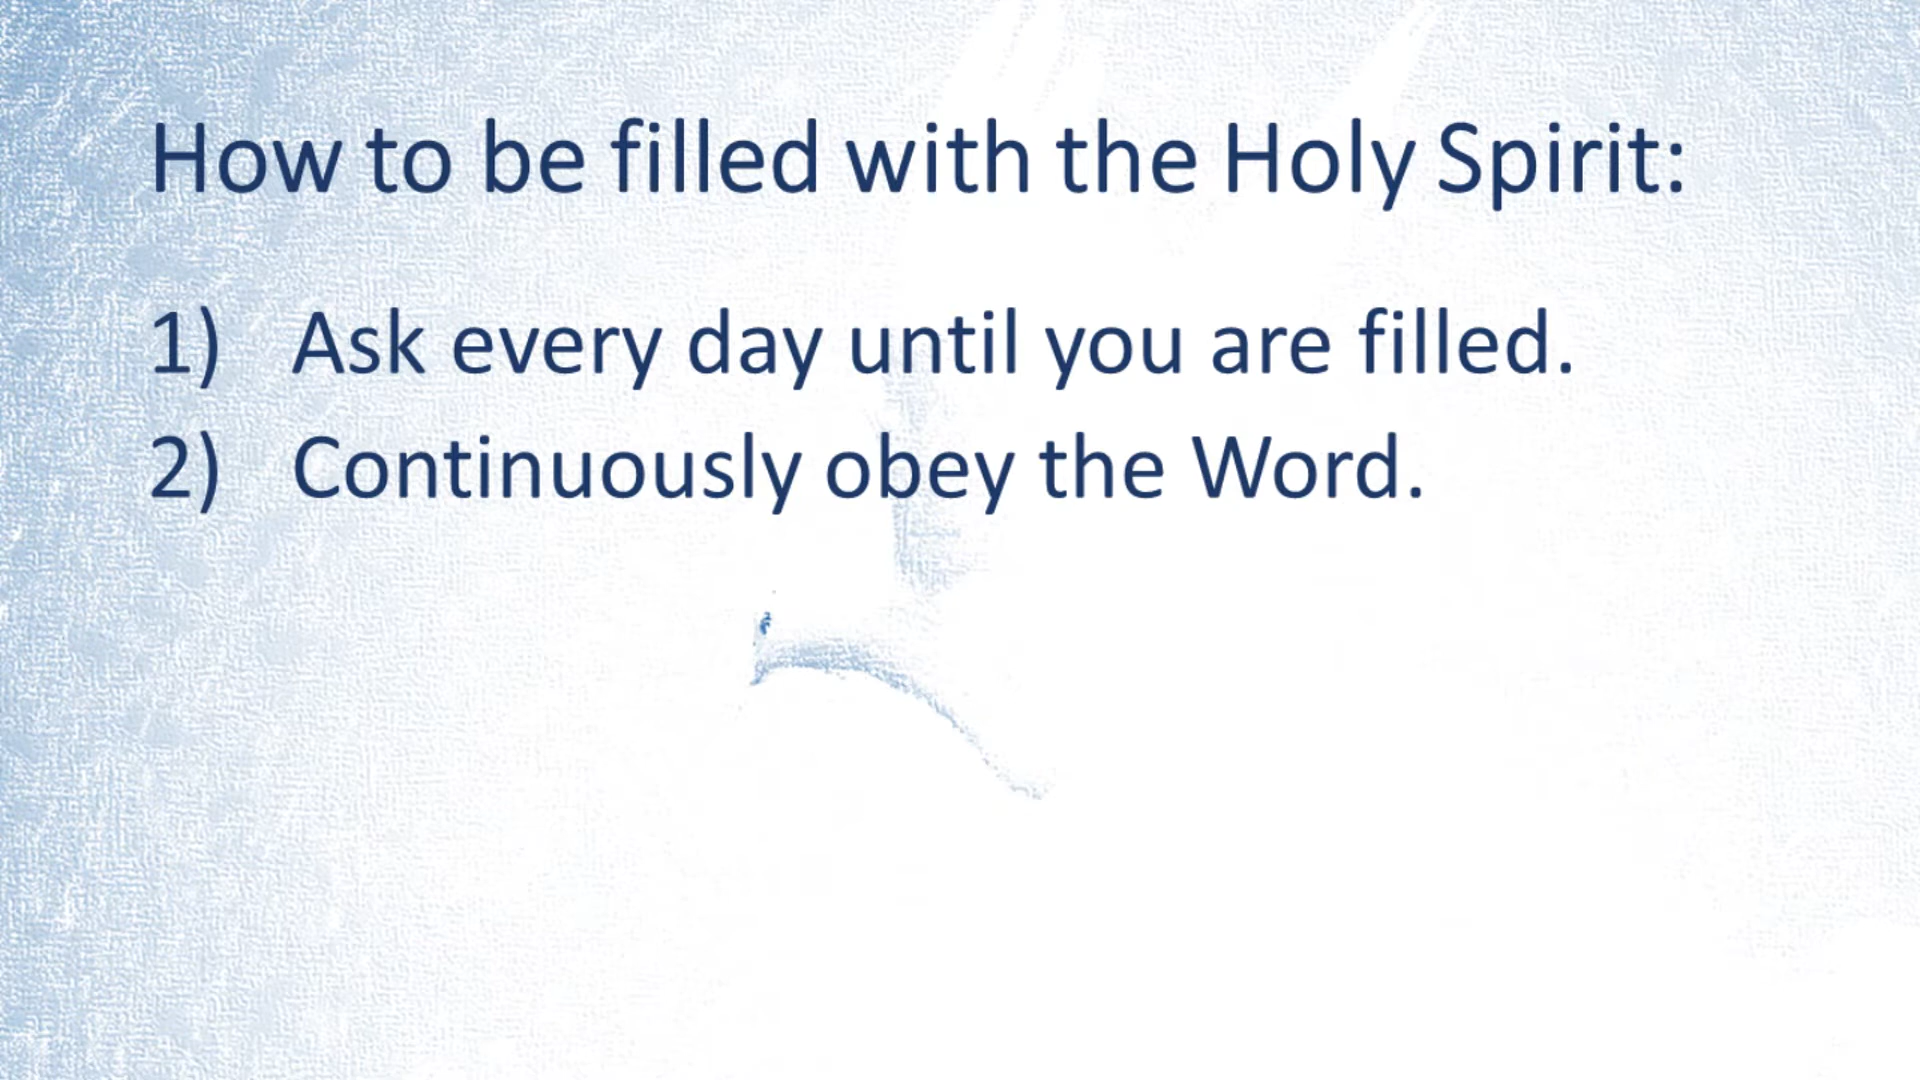 How to be filled with the Holy Spirit:
1) Ask every day until you are filled.
2) Continuously obey the Word.